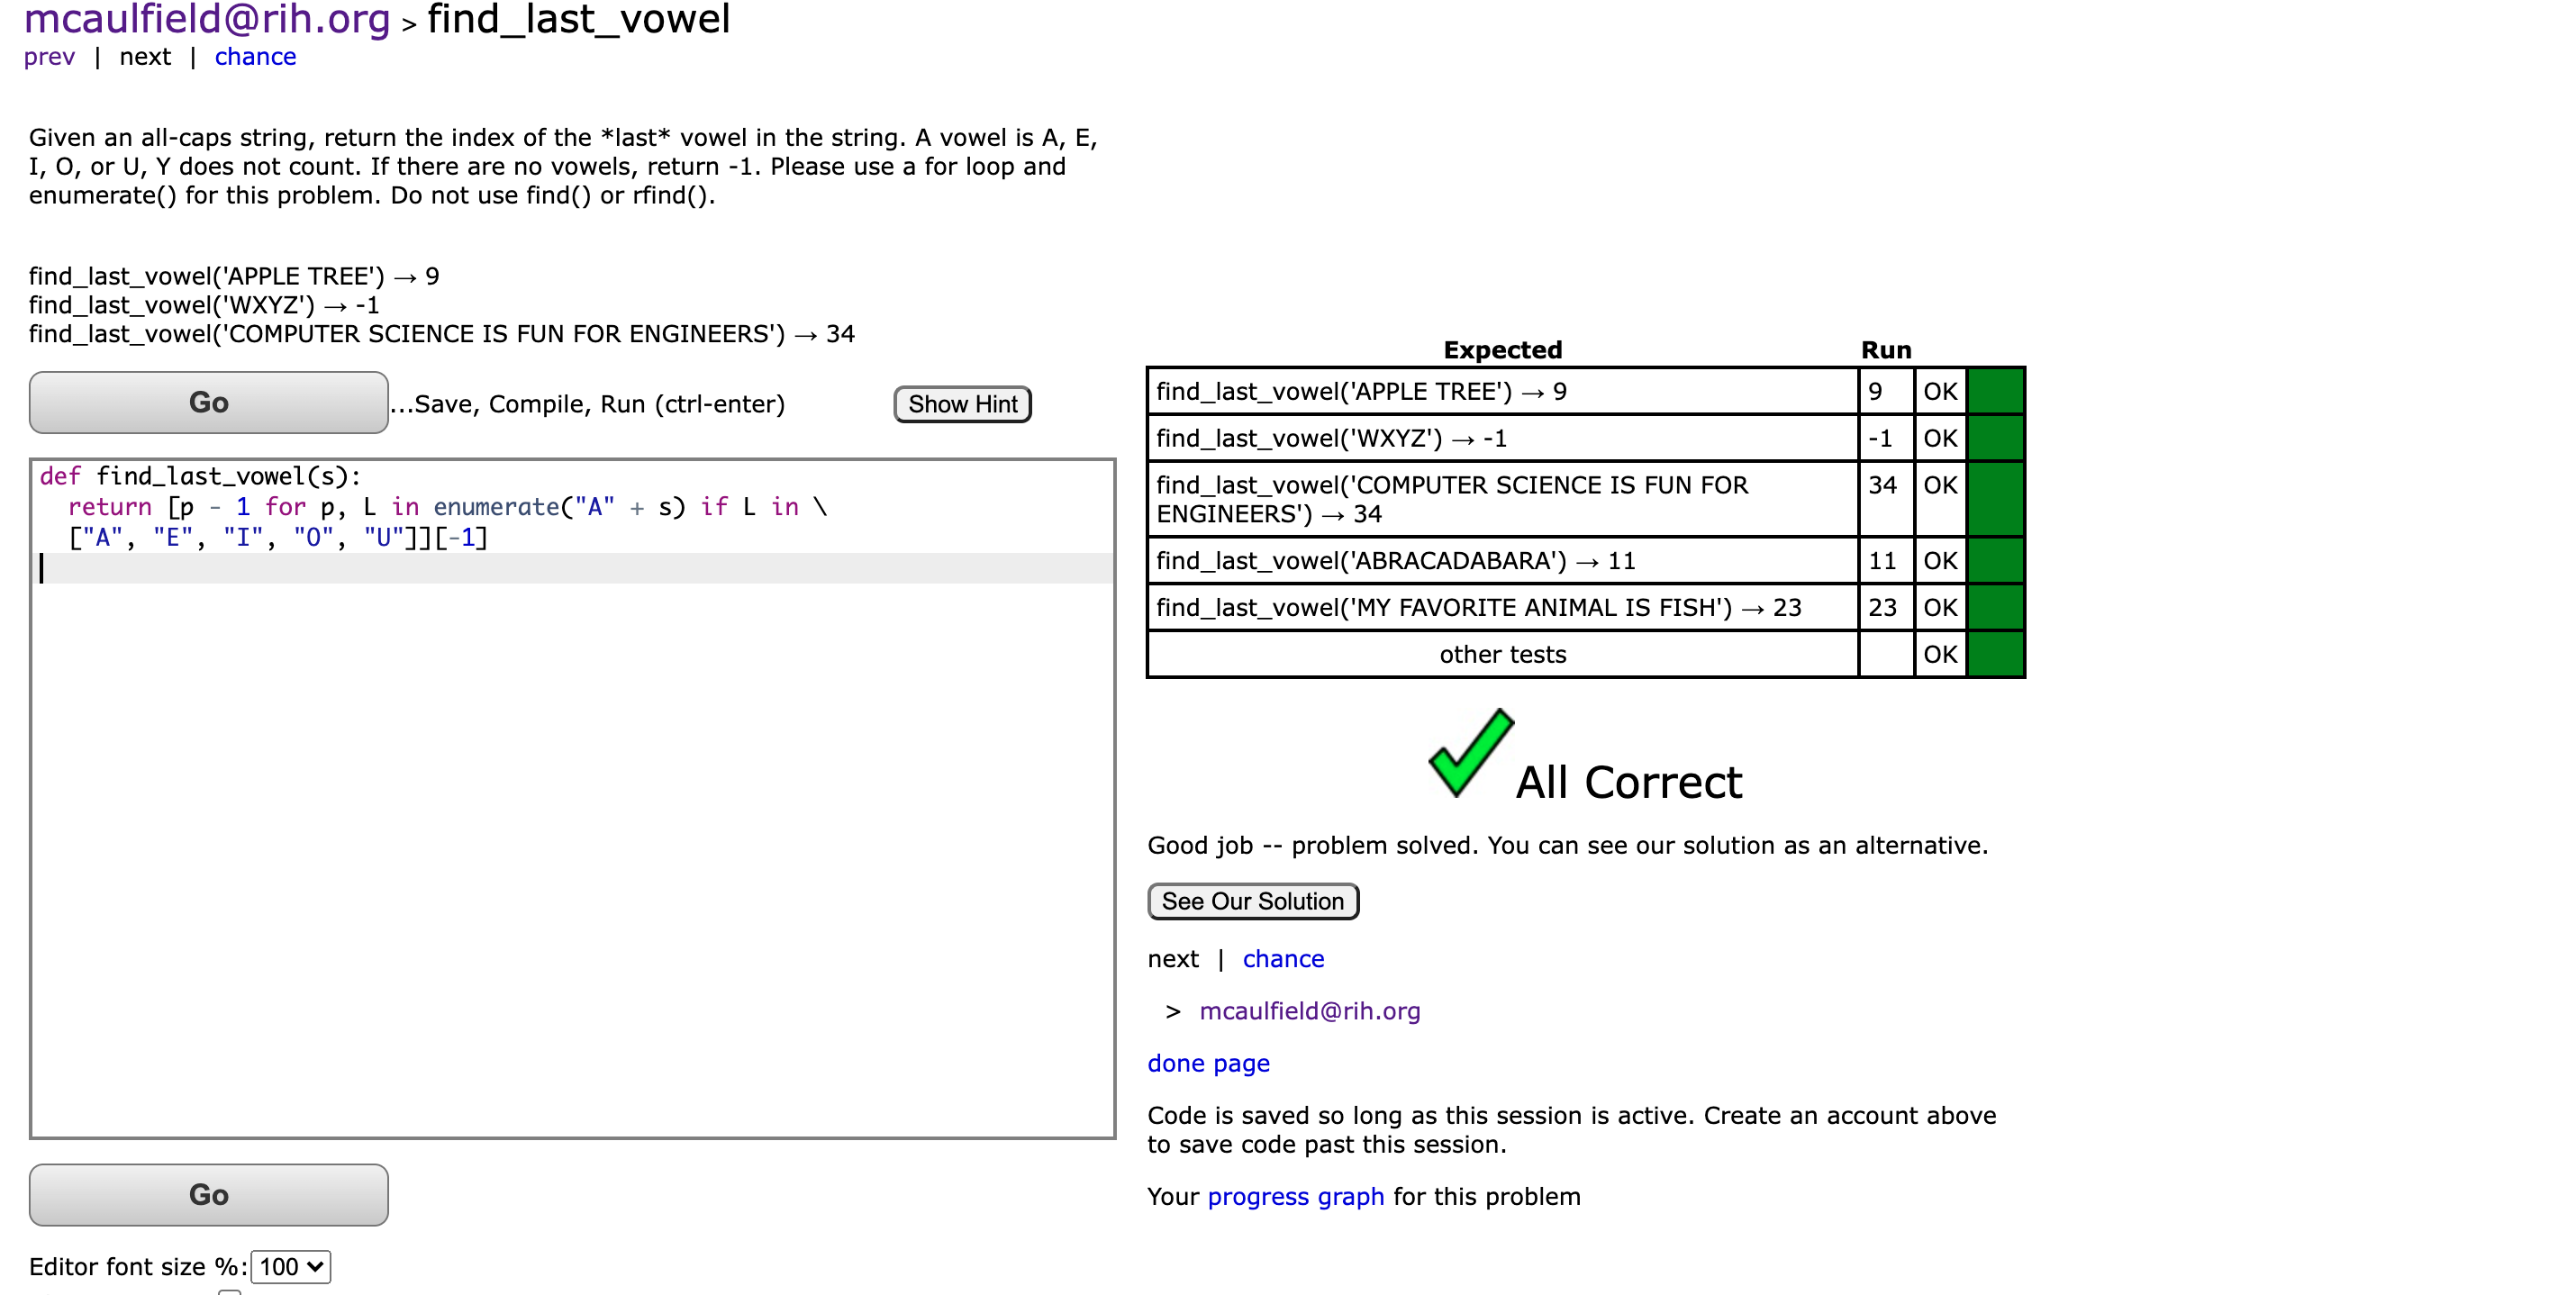 mcaulfield@rih.org > find_last_vowel
prev | next | chance
Given an all-caps string, return the index of the *last* vowel in the string. A vowel is A, E,
I, O, or U, Y does not count. If there are no vowels, return -1. Please use a for loop and
enumerate() for this problem. Do not use find() or rfind().
find_last_vowel('APPLE TREE') → 9
find_last_vowel('WXYZ') → -1
find_last_vowel('COMPUTER SCIENCE IS FUN FOR ENGINEERS') → 34
Go ...Save, Compile, Run (ctrl-enter) Show Hint
def find_last_vowel(s):
  return [p - 1 for p, L in enumerate("A" + s) if L in \
  ["A", "E", "I", "O", "U"]][-1]
Go
Editor font size %: 100
Expected Run
find_last_vowel('APPLE TREE') → 9 9 OK
find_last_vowel('WXYZ') → -1 -1 OK
find_last_vowel('COMPUTER SCIENCE IS FUN FOR 34 OK
ENGINEERS') → 34
find_last_vowel('ABRACADABARA') → 11 11 OK
find_last_vowel('MY FAVORITE ANIMAL IS FISH') → 23 23 OK
other tests OK
All Correct
Good job -- problem solved. You can see our solution as an alternative.
See Our Solution
next | chance
> mcaulfield@rih.org
done page
Code is saved so long as this session is active. Create an account above
to save code past this session.
Your progress graph for this problem